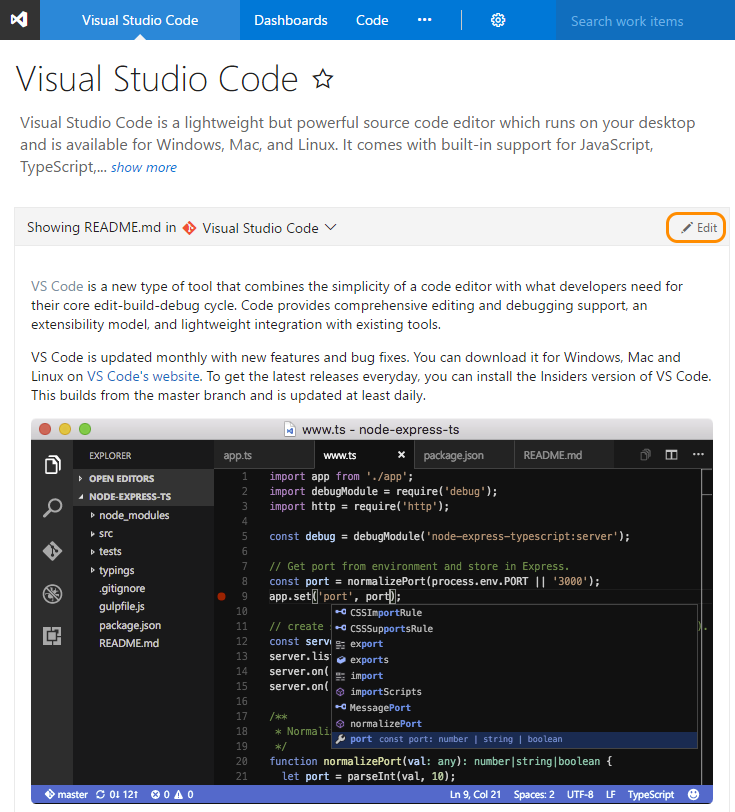 Visual Studio Code Dashboards Code ··· Search work items
Visual Studio Code
Visual Studio Code is a lightweight but powerful source code editor which runs on your desktop
and is available for Windows, Mac, and Linux. It comes with built-in support for JavaScript,
TypeScript,... show more
Showing README.md in Visual Studio Code Edit
VS Code is a new type of tool that combines the simplicity of a code editor with what developers need for
their core edit-build-debug cycle. Code provides comprehensive editing and debugging support, an
extensibility model, and lightweight integration with existing tools.
VS Code is updated monthly with new features and bug fixes. You can download it for Windows, Mac and
Linux on VS Code's website. To get the latest releases everyday, you can install the Insiders version of VS Code.
This builds from the master branch and is updated at least daily.
www.ts - node-express-ts
EXPLORER
OPEN EDITORS
NODE-EXPRESS-TS
node_modules
src
tests
typings
.gitignore
gulpfile.js
package.json
README.md
app.ts www.ts package.json README.md
1 import app from './app';
2 import debugModule = require('debug');
3 import http = require('http');
4
5 const debug = debugModule('node-express-typescript:server');
6
7 // Get port from environment and store in Express.
8 const port = normalizePort(process.env.PORT || '3000');
9 app.set('port', port);
10
11 // create ).
12 const serv
13 server.lis
14 server.on(
15 server.on(
16
17 /**
18 * Normali
19 */
20 function normalizePort(val: any): number|string|boolean {
21 let port = parseInt(val, 10);
CSSImportRule
CSSSupportsRule
export
exports
import
importScripts
MessagePort
normalizePort
port const port: number | string | boolean
master 0↓ 12↑ 0 0 Ln 9, Col 21 Spaces: 2 UTF-8 LF TypeScript